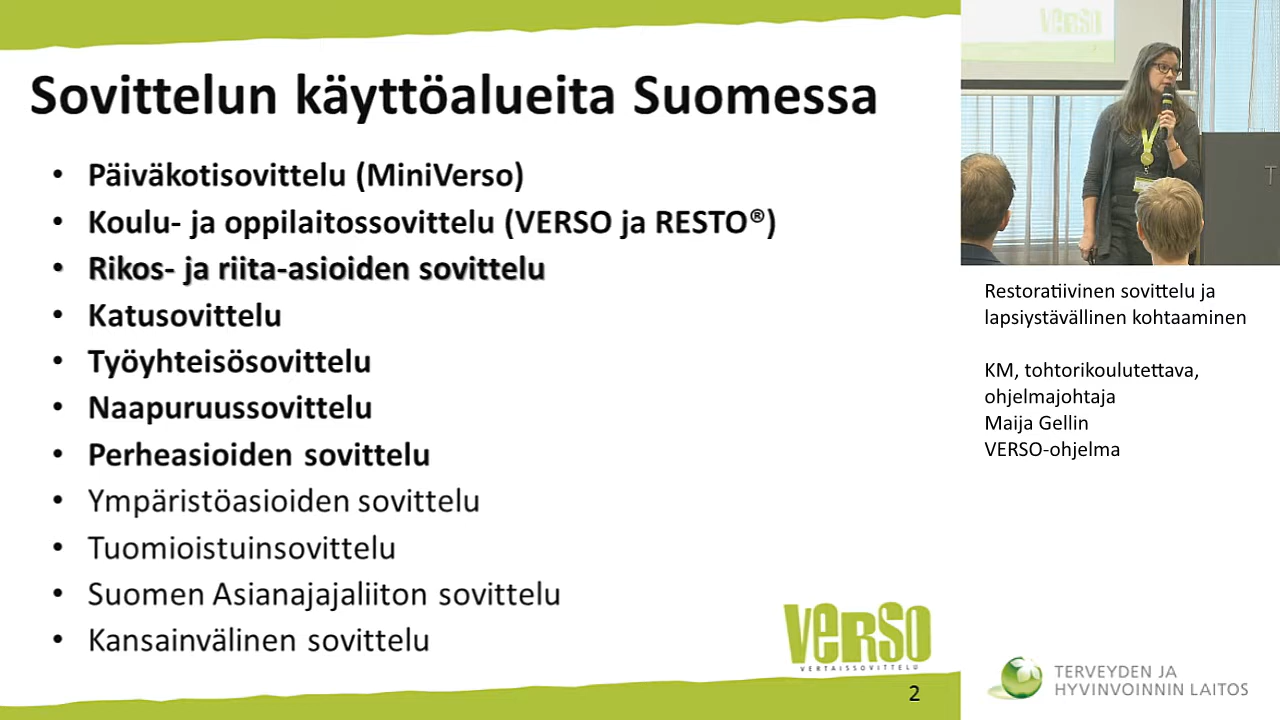 Sovittelun käyttöalueita Suomessa
• Päiväkotisovittelu (MiniVerso)
• Koulu- ja oppilaitossovittelu (VERSO ja RESTO®)
• Rikos- ja riita-asioiden sovittelu
• Katusovittelu
• Työyhteisösovittelu
• Naapuruussovittelu
• Perheasioiden sovittelu
• Ympäristöasioiden sovittelu
• Tuomioistuinsovittelu
• Suomen Asianajajaliiton sovittelu
• Kansainvälinen sovittelu
VERSO
VERTAISSOVITTELU
2
VERSO
T
Restoratiivinen sovittelu ja
lapsiystävällinen kohtaaminen
KM, tohtorikoulutettava,
ohjelmajohtaja
Maija Gellin
VERSO-ohjelma
TERVEYDEN JA
HYVINVOINNIN LAITOS